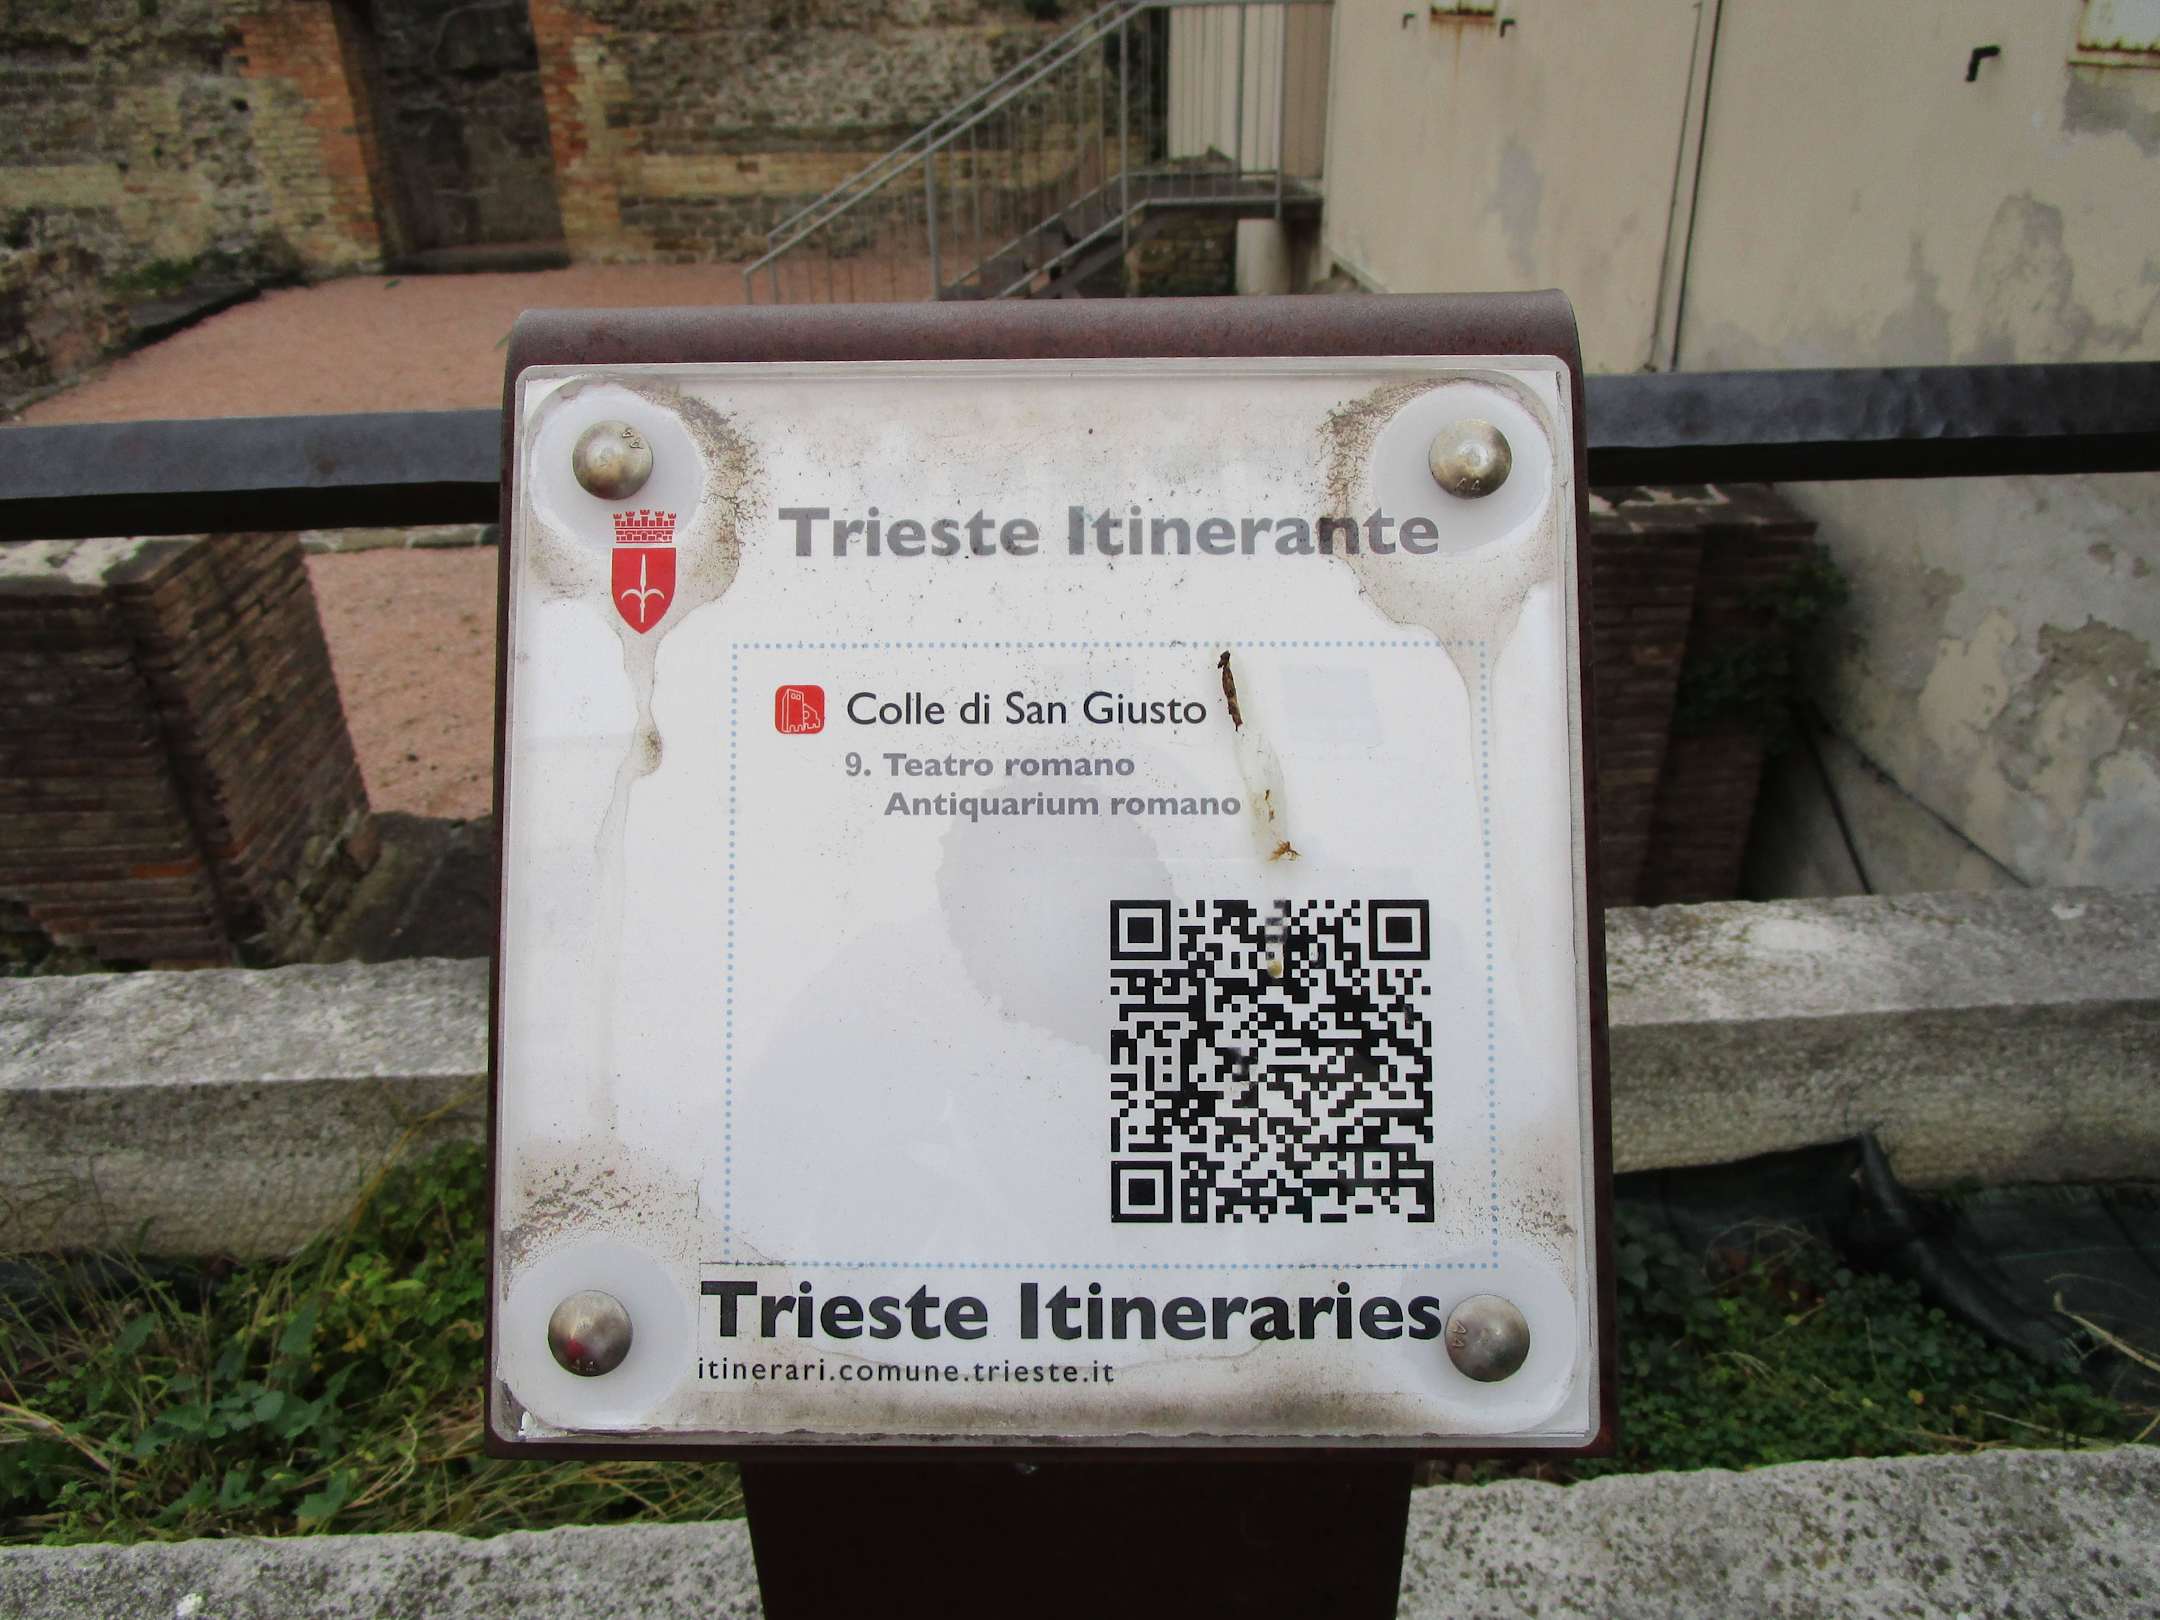 Trieste Itinerante
Colle di San Giusto
9. Teatro romano
Antiquarium romano
Trieste Itineraries
itinerari.comune.trieste.it